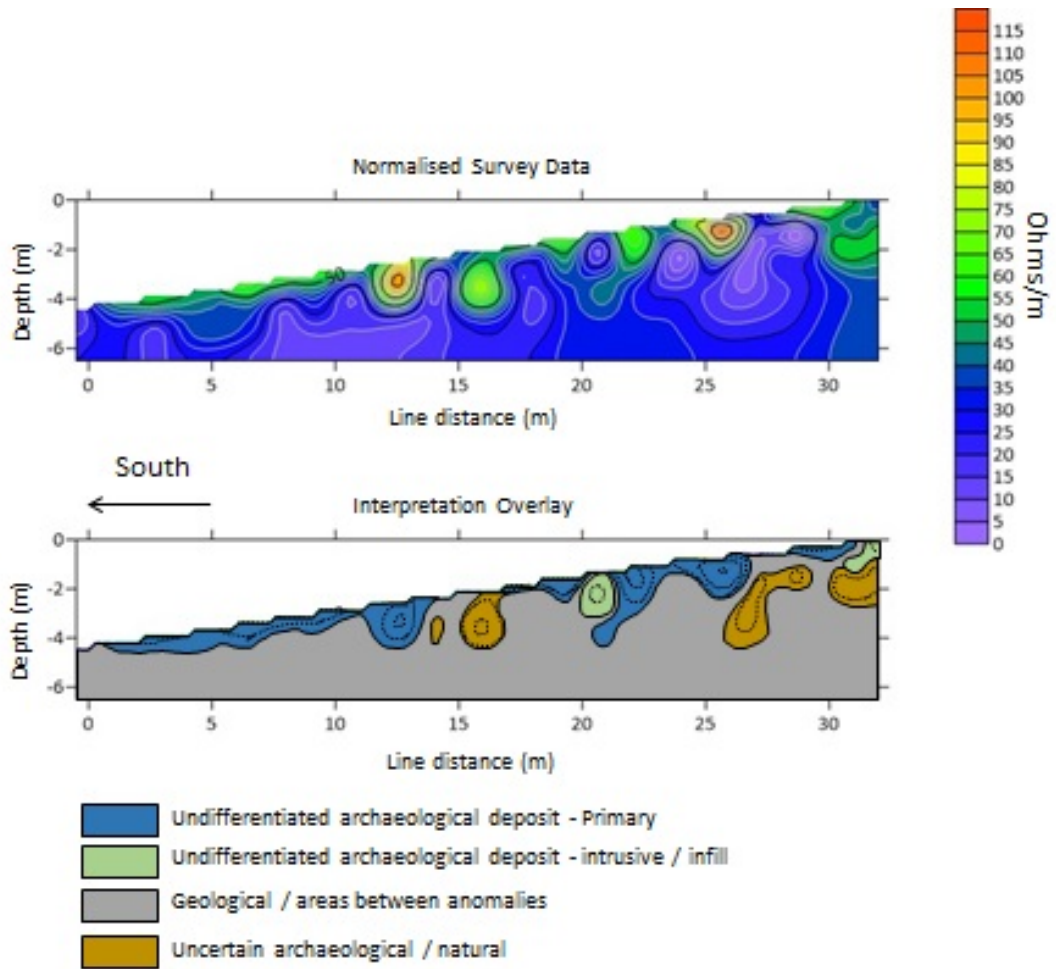 Normalised Survey Data
0
-2
-4
-6
Depth (m)
50
0 5 10 15 20 25 30
Line distance (m)
115
110
105
100
95
90
85
80
75
70
65
60
55
50
45
40
35
30
25
20
15
10
5
0
Ohms/m
South
Interpretation Overlay
0
-2
-4
-6
Depth (m)
0 5 10 15 20 25 30
Line distance (m)
Undifferentiated archaeological deposit - Primary
Undifferentiated archaeological deposit - intrusive / infill
Geological / areas between anomalies
Uncertain archaeological / natural